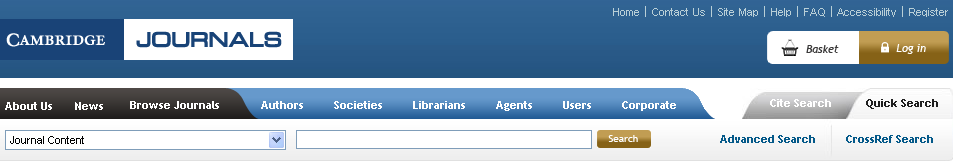 Home | Contact Us | Site Map | Help | FAQ | Accessibility | Register
CAMBRIDGE JOURNALS
Basket Log in
About Us News Browse Journals Authors Societies Librarians Agents Users Corporate Cite Search Quick Search
Journal Content Search Advanced Search CrossRef Search